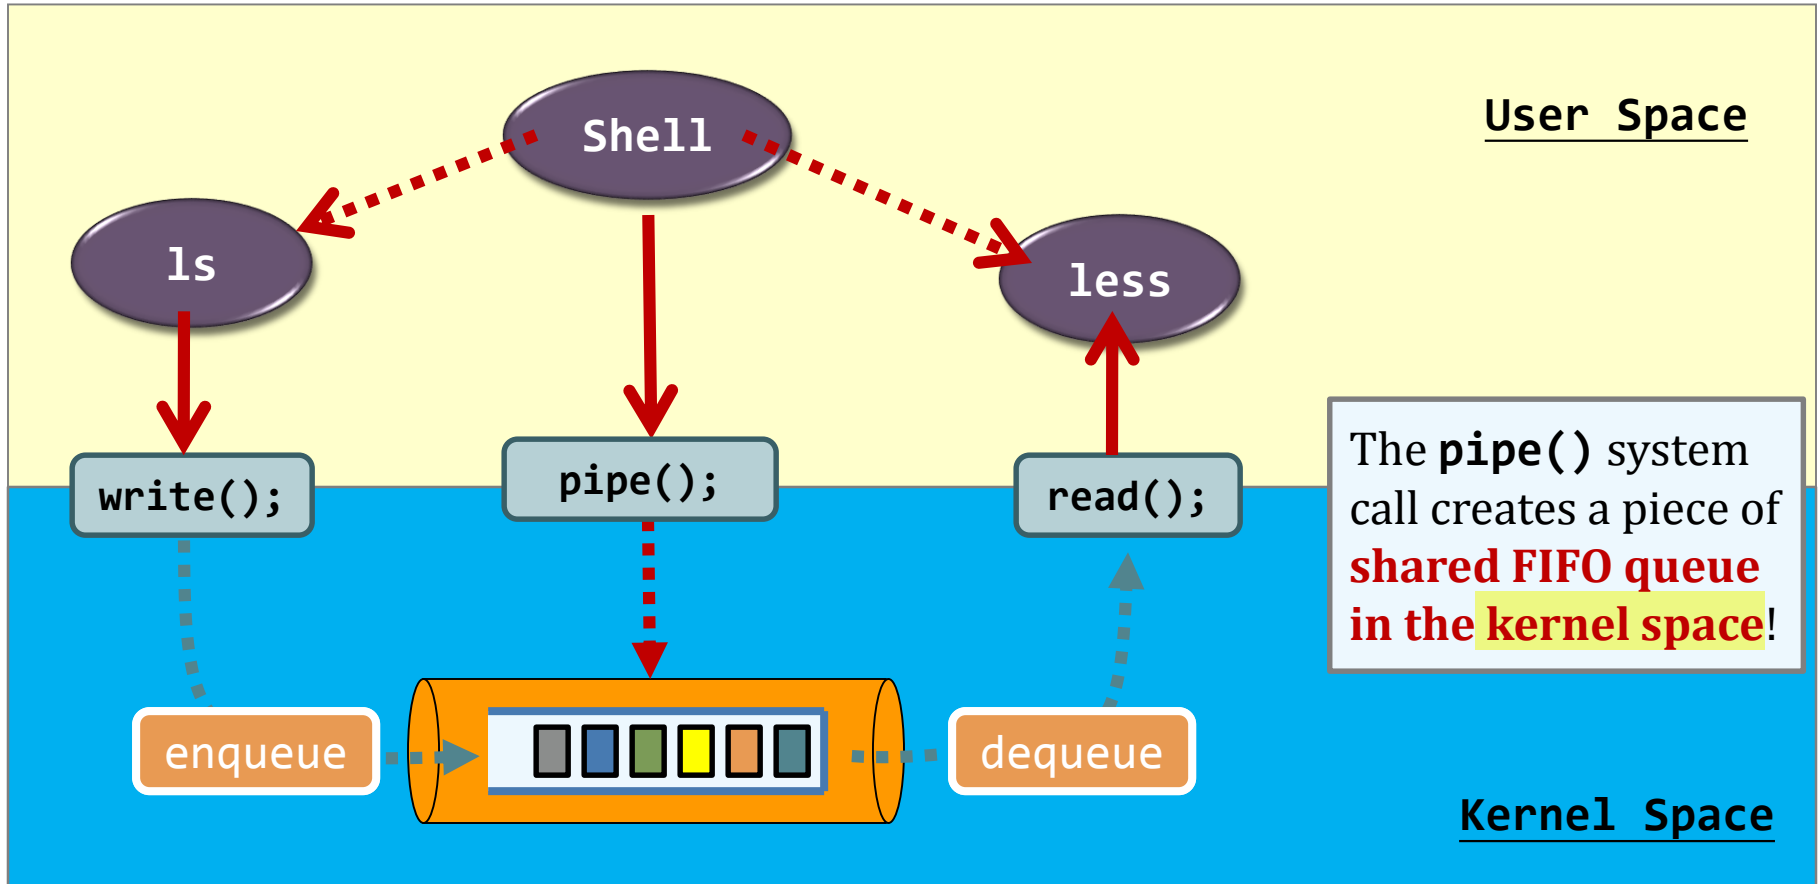 User Space
Shell
ls
less
write();
pipe();
read();
The pipe() system
call creates a piece of
shared FIFO queue
in the kernel space!
enqueue
dequeue
Kernel Space